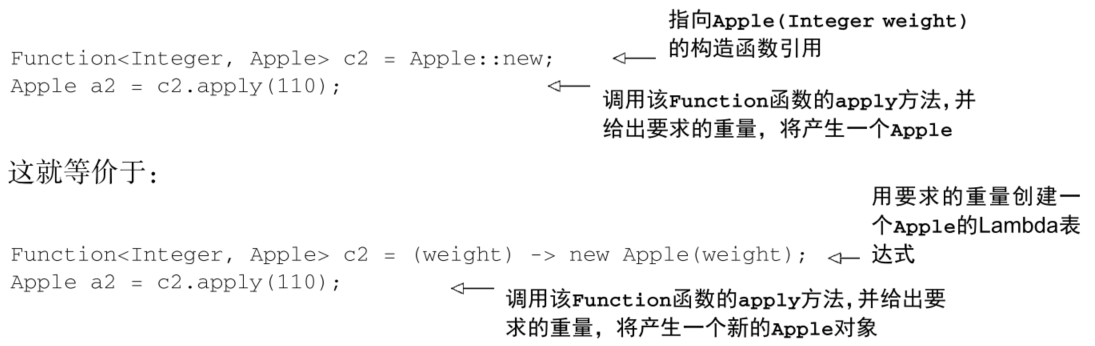 指向Apple(Integer weight)
的构造函数引用
Function<Integer, Apple> c2 = Apple::new;
Apple a2 = c2.apply(110);
调用该Function函数的apply方法,并
给出要求的重量，将产生一个Apple
这就等价于：
用要求的重量创建一
个Apple的Lambda表
达式
Function<Integer, Apple> c2 = (weight) -> new Apple(weight);
Apple a2 = c2.apply(110);
调用该Function函数的apply方法,并给出要
求的重量，将产生一个新的Apple对象